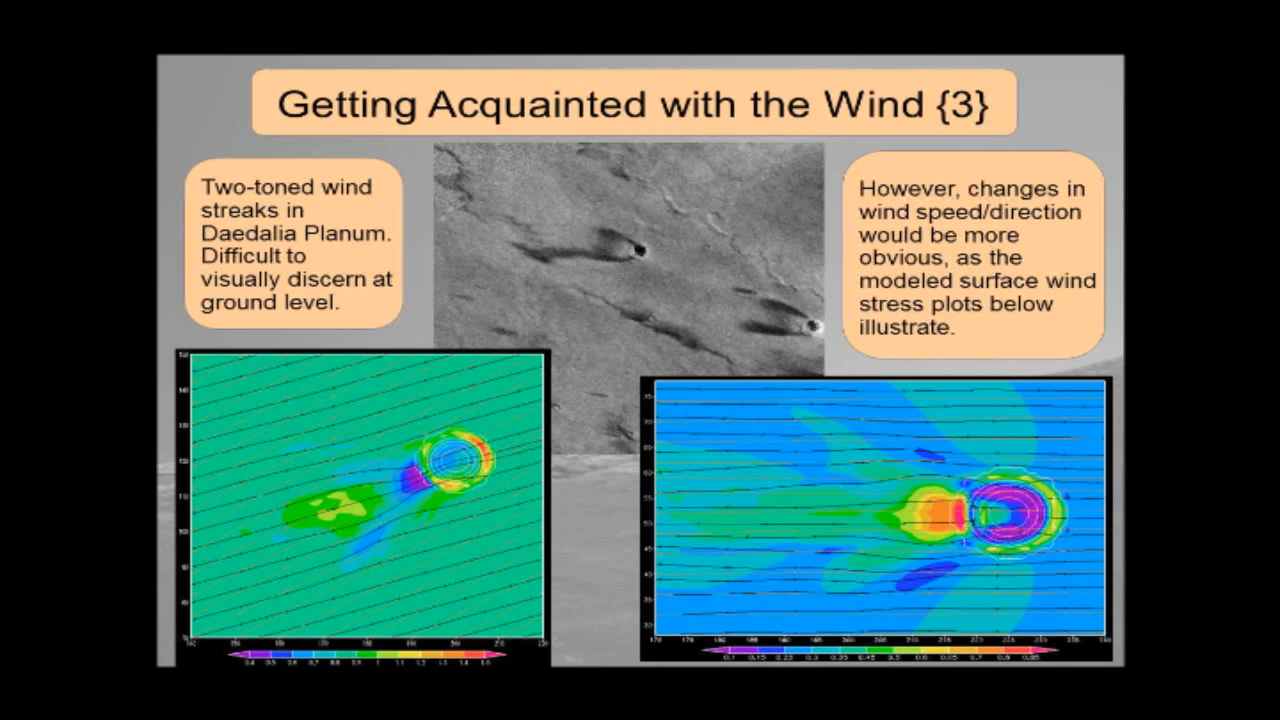 Getting Acquainted with the Wind {3}
Two-toned wind
streaks in
Daedalia Planum.
Difficult to
visually discern at
ground level.
However, changes in
wind speed/direction
would be more
obvious, as the
modeled surface wind
stress plots below
illustrate.